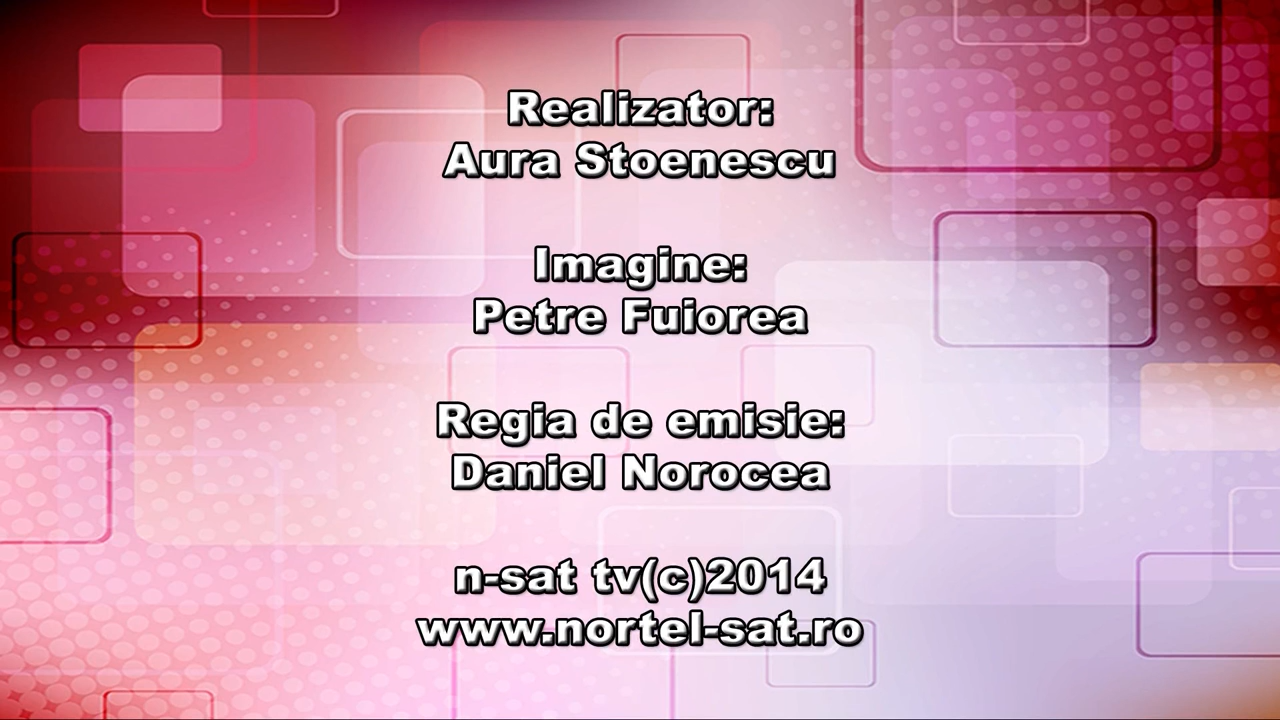 Realizator:
Aura Stoenescu
Imagine:
Petre Fuiorea
Regia de emisie:
Daniel Norocea
n-sat tv(c)2014
www.nortel-sat.ro